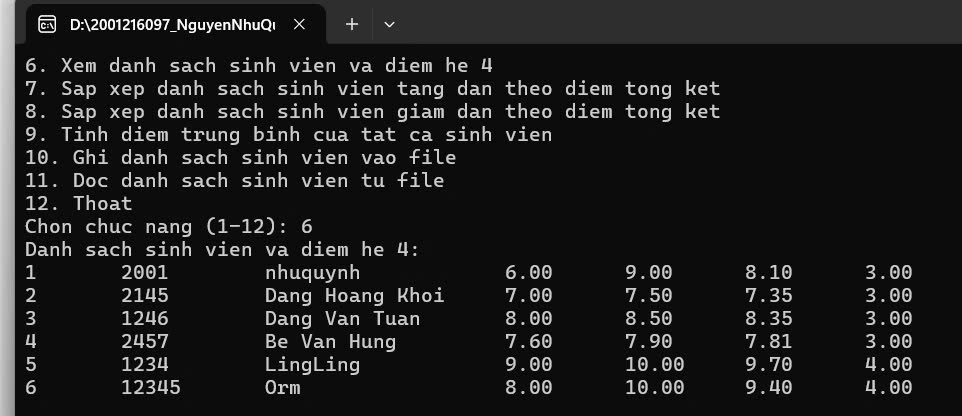 D:\2001216097_NguyenNhuQu
6. Xem danh sach sinh vien va diem he 4
7. Sap xep danh sach sinh vien tang dan theo diem tong ket
8. Sap xep danh sach sinh vien giam dan theo diem tong ket
9. Tinh diem trung binh cua tat ca sinh vien
10. Ghi danh sach sinh vien vao file
11. Doc danh sach sinh vien tu file
12. Thoat
Chon chuc nang (1-12): 6
Danh sach sinh vien va diem he 4:
1 2001 nhuquynh 6.00 9.00 8.10 3.00
2 2145 Dang Hoang Khoi 7.00 7.50 7.35 3.00
3 1246 Dang Van Tuan 8.00 8.50 8.35 3.00
4 2457 Be Van Hung 7.60 7.90 7.81 3.00
5 1234 LingLing 9.00 10.00 9.70 4.00
6 12345 Orm 8.00 10.00 9.40 4.00